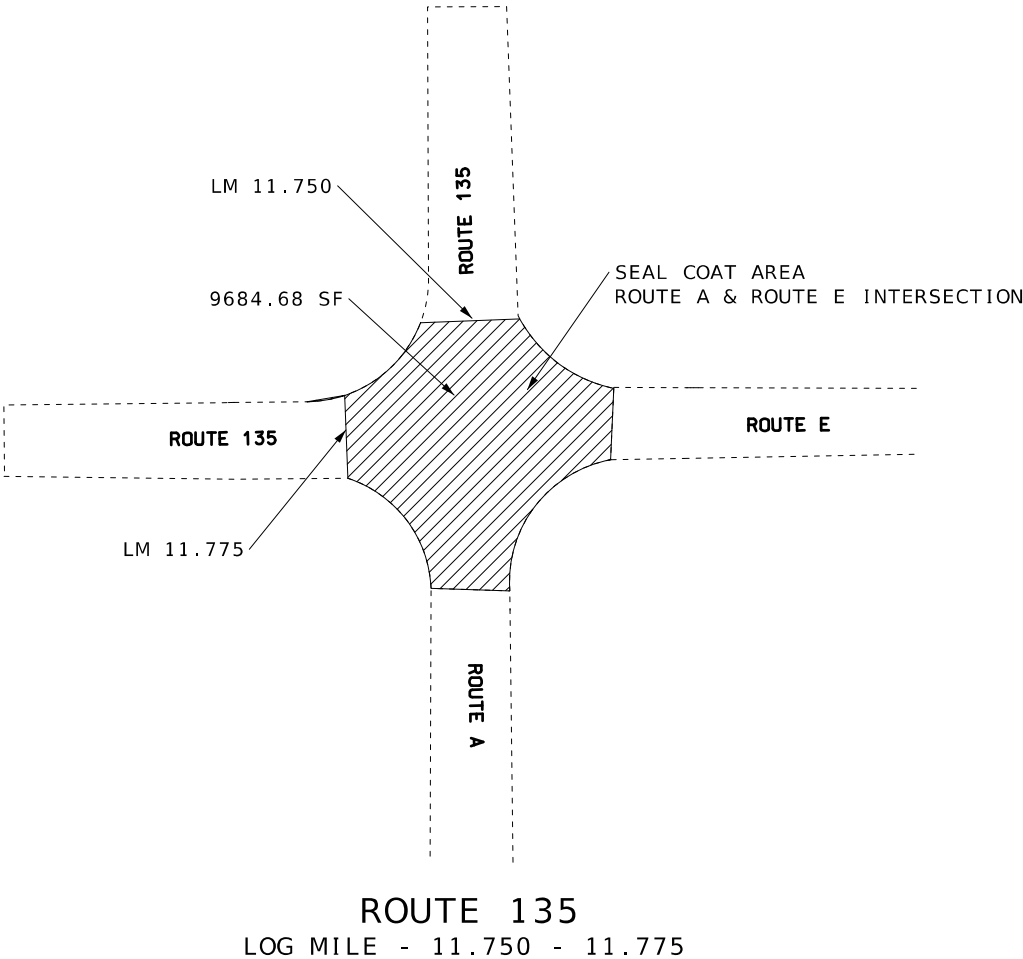 ROUTE 135
LM 11.750
SEAL COAT AREA
ROUTE A & ROUTE E INTERSECTION
9684.68 SF
ROUTE 135
ROUTE E
LM 11.775
ROUTE A
ROUTE 135
LOG MILE - 11.750 - 11.775